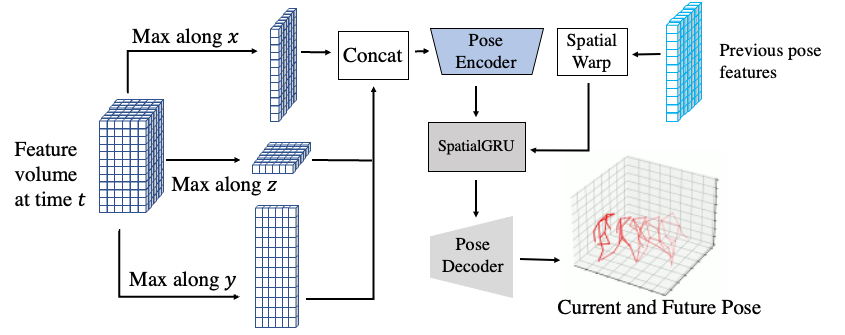 Max along x
Concat
Pose
Encoder
Spatial
Warp
Previous pose
features
Feature
volume
at time t
Max along z
SpatialGRU
Max along y
Pose
Decoder
Current and Future Pose